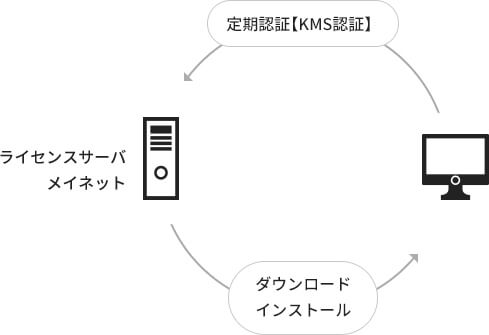 定期認証【KMS認証】
ライセンスサーバ
メイネット
ダウンロード
インストール